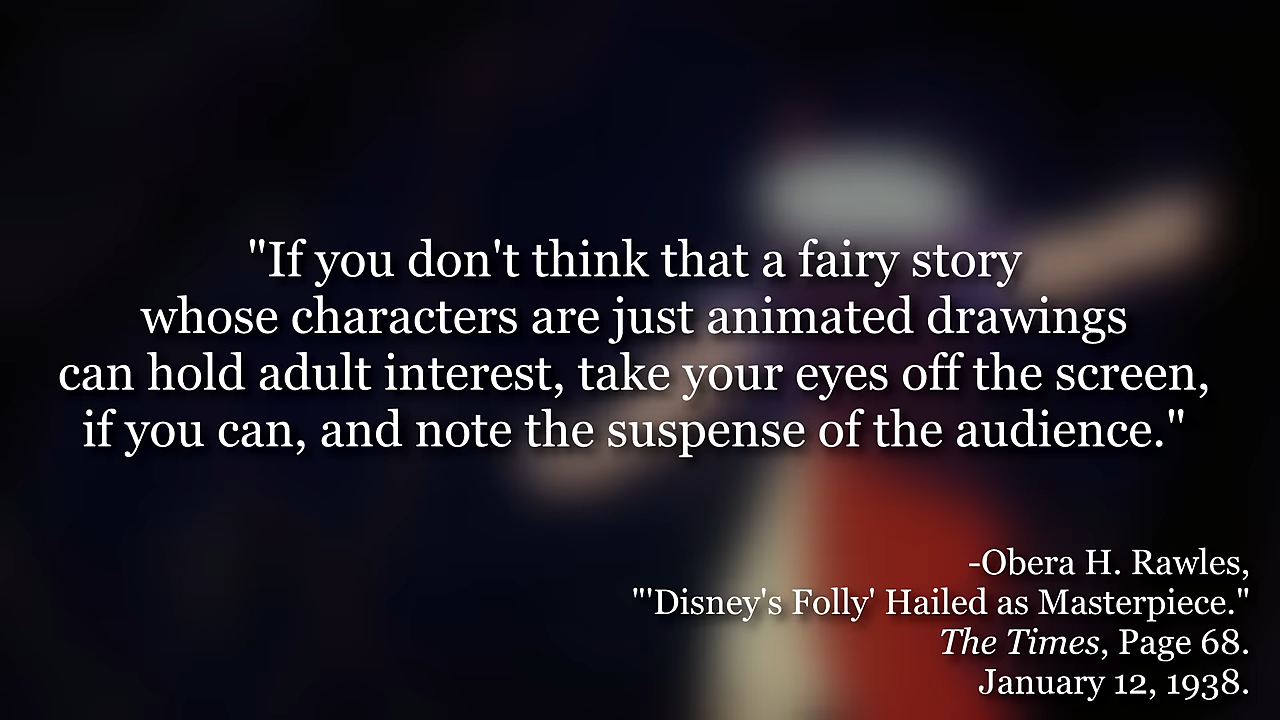 "If you don't think that a fairy story
whose characters are just animated drawings
can hold adult interest, take your eyes off the screen,
if you can, and note the suspense of the audience."
-Obera H. Rawles,
"'Disney's Folly' Hailed as Masterpiece."
The Times, Page 68.
January 12, 1938.